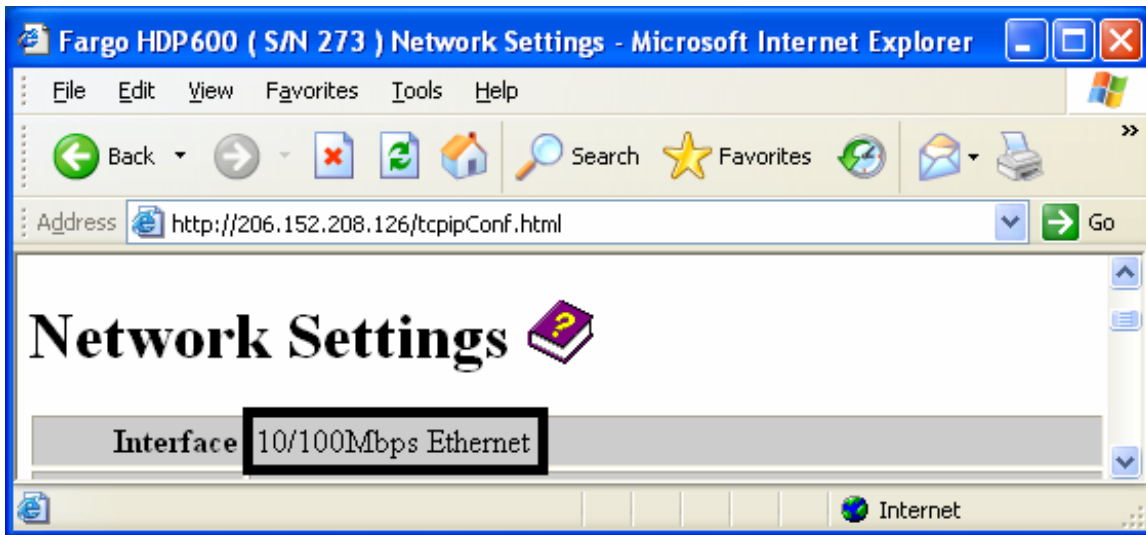 Fargo HDP600 ( S/N 273 ) Network Settings - Microsoft Internet Explorer
File Edit View Favorites Tools Help
Back Search Favorites »
Address http://206.152.208.126/tcpipConf.html Go
Network Settings ?
Interface 10/100Mbps Ethernet
Internet